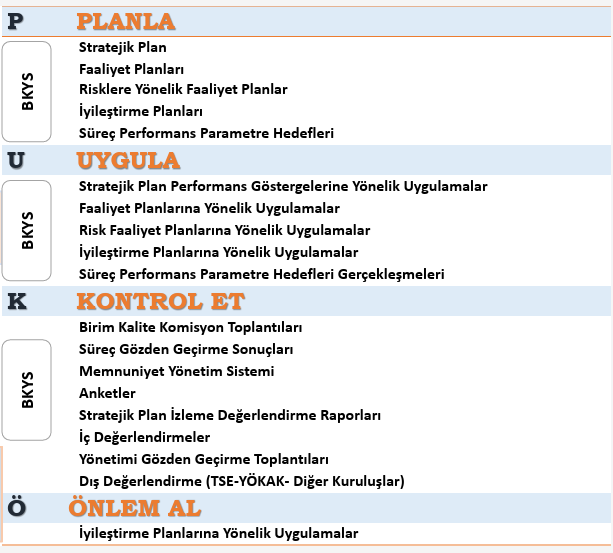 P PLANLA
BKYS
Stratejik Plan
Faaliyet Planları
Risklere Yönelik Faaliyet Planlar
İyileştirme Planları
Süreç Performans Parametre Hedefleri
U UYGULA
BKYS
Stratejik Plan Performans Göstergelerine Yönelik Uygulamalar
Faaliyet Planlarına Yönelik Uygulamalar
Risk Faaliyet Planlarına Yönelik Uygulamalar
İyileştirme Planlarına Yönelik Uygulamalar
Süreç Performans Parametre Hedefleri Gerçekleşmeleri
K KONTROL ET
BKYS
Birim Kalite Komisyon Toplantıları
Süreç Gözden Geçirme Sonuçları
Memnuniyet Yönetim Sistemi
Anketler
Stratejik Plan İzleme Değerlendirme Raporları
İç Değerlendirmeler
Yönetimi Gözden Geçirme Toplantıları
Dış Değerlendirme (TSE-YÖKAK- Diğer Kuruluşlar)
Ö ÖNLEM AL
İyileştirme Planlarına Yönelik Uygulamalar